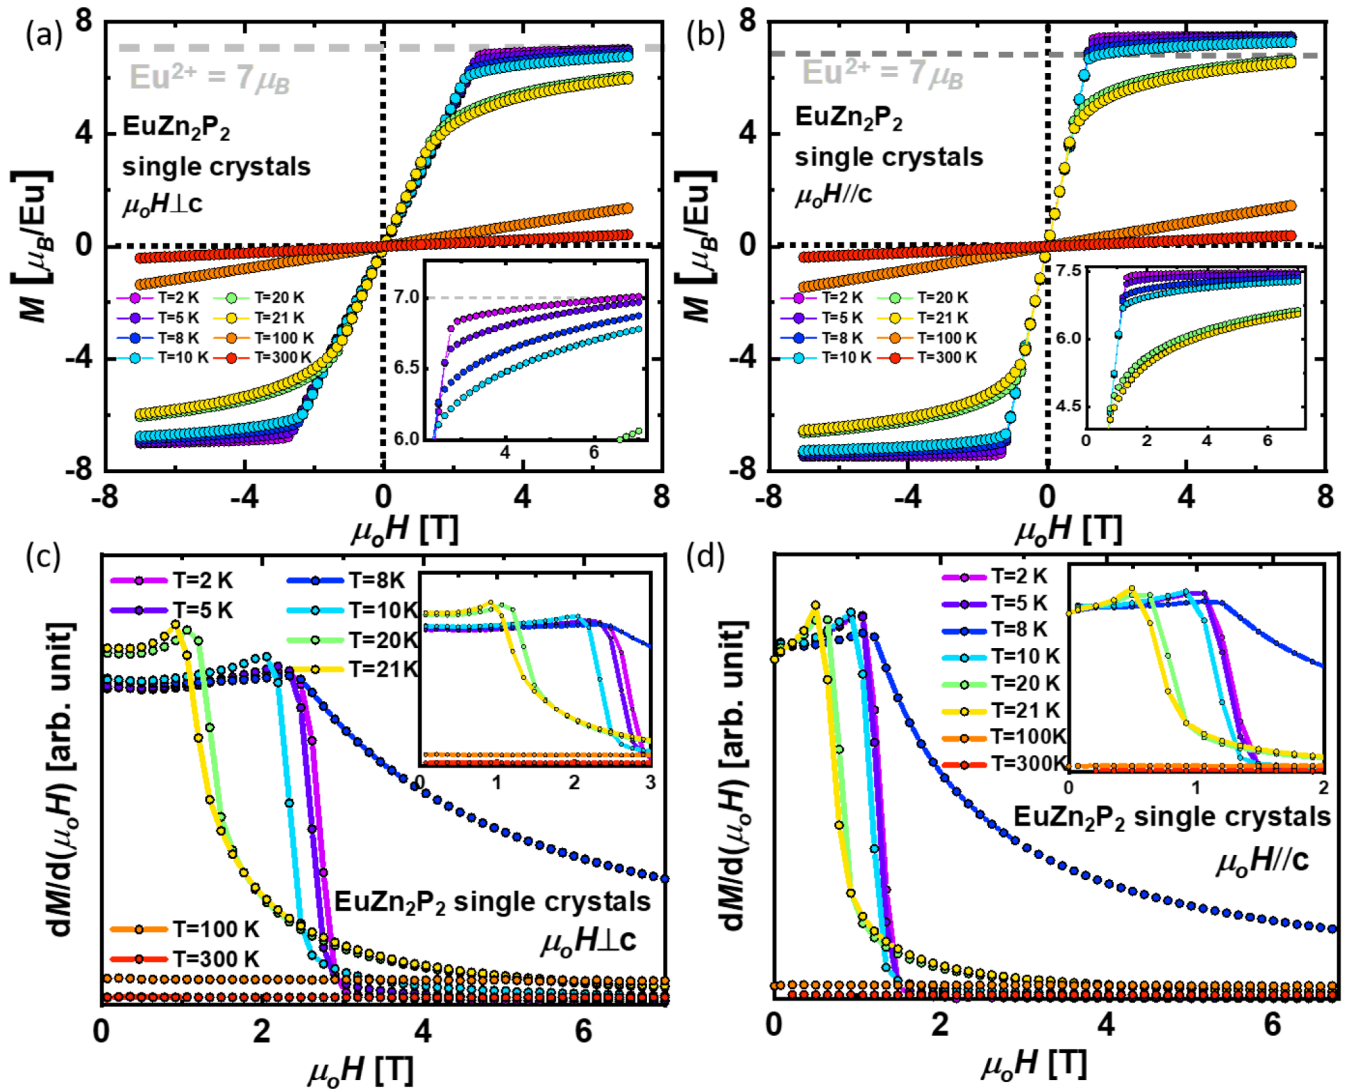 (a)
8
4
0
-4
-8
M [μB/Eu]
Eu2+ = 7μB
EuZn2P2
single crystals
μoH⊥c
T=2 K
T=5 K
T=8 K
T=10 K
T=20 K
T=21 K
T=100 K
T=300 K
7.0
6.5
6.0
4 6
-8 -4 0 4 8
μoH [T]
(b)
8
4
0
-4
-8
M [μB/Eu]
Eu2+ = 7μB
EuZn2P2
single crystals
μoH//c
T=2 K
T=5 K
T=8 K
T=10 K
T=20 K
T=21 K
T=100 K
T=300 K
7.5
6.0
4.5
0 2 4 6
-8 -4 0 4 8
μoH [T]
(c)
dM/d(μoH) [arb. unit]
T=2 K
T=5 K
T=8K
T=10K
T=20K
T=21K
0 1 2 3
EuZn2P2 single crystals
μoH⊥c
T=100 K
T=300 K
0 2 4 6
μoH [T]
(d)
dM/d(μoH) [arb. unit]
T=2 K
T=5 K
T=8 K
T=10 K
T=20 K
T=21 K
T=100K
T=300K
0 1 2
EuZn2P2 single crystals
μoH//c
0 2 4 6
μoH [T]